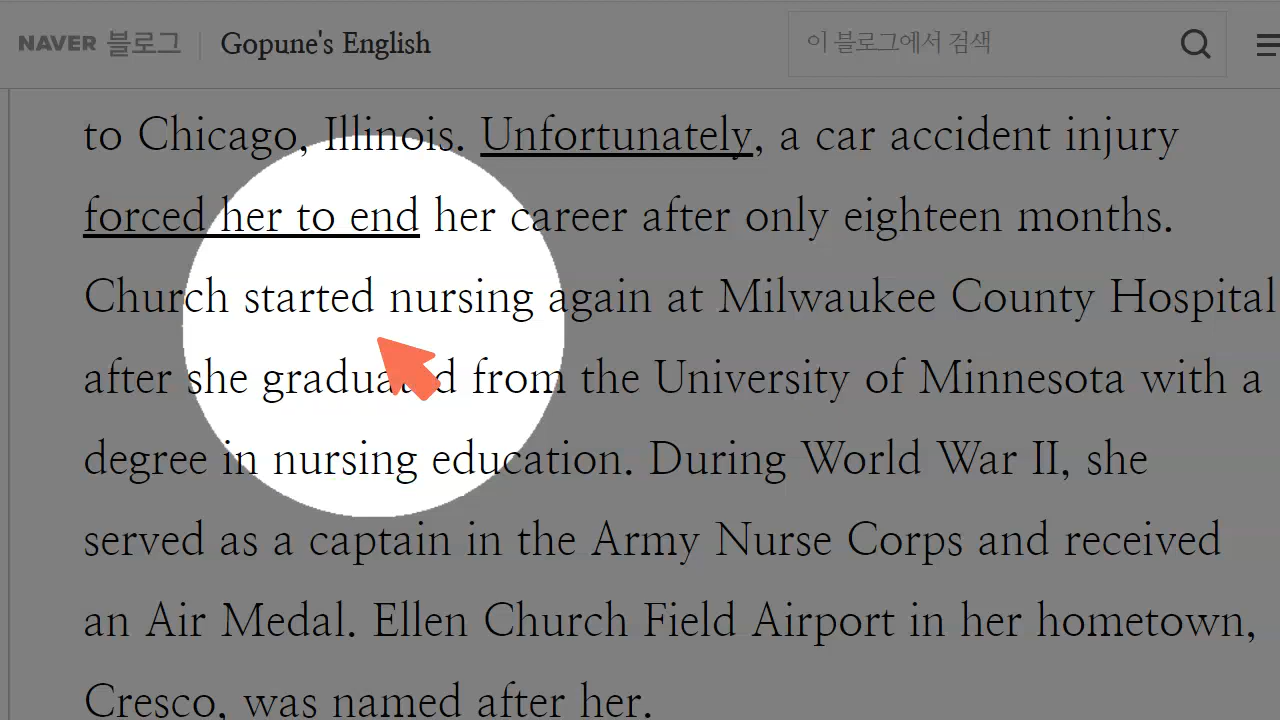 NAVER 블로그 Gopune's English 이 블로그에서 검색
to Chicago, Illinois. Unfortunately, a car accident injury
forced her to end her career after only eighteen months.
Church started nursing again at Milwaukee County Hospital
after she graduated from the University of Minnesota with a
degree in nursing education. During World War II, she
served as a captain in the Army Nurse Corps and received
an Air Medal. Ellen Church Field Airport in her hometown,
Cresco, was named after her.